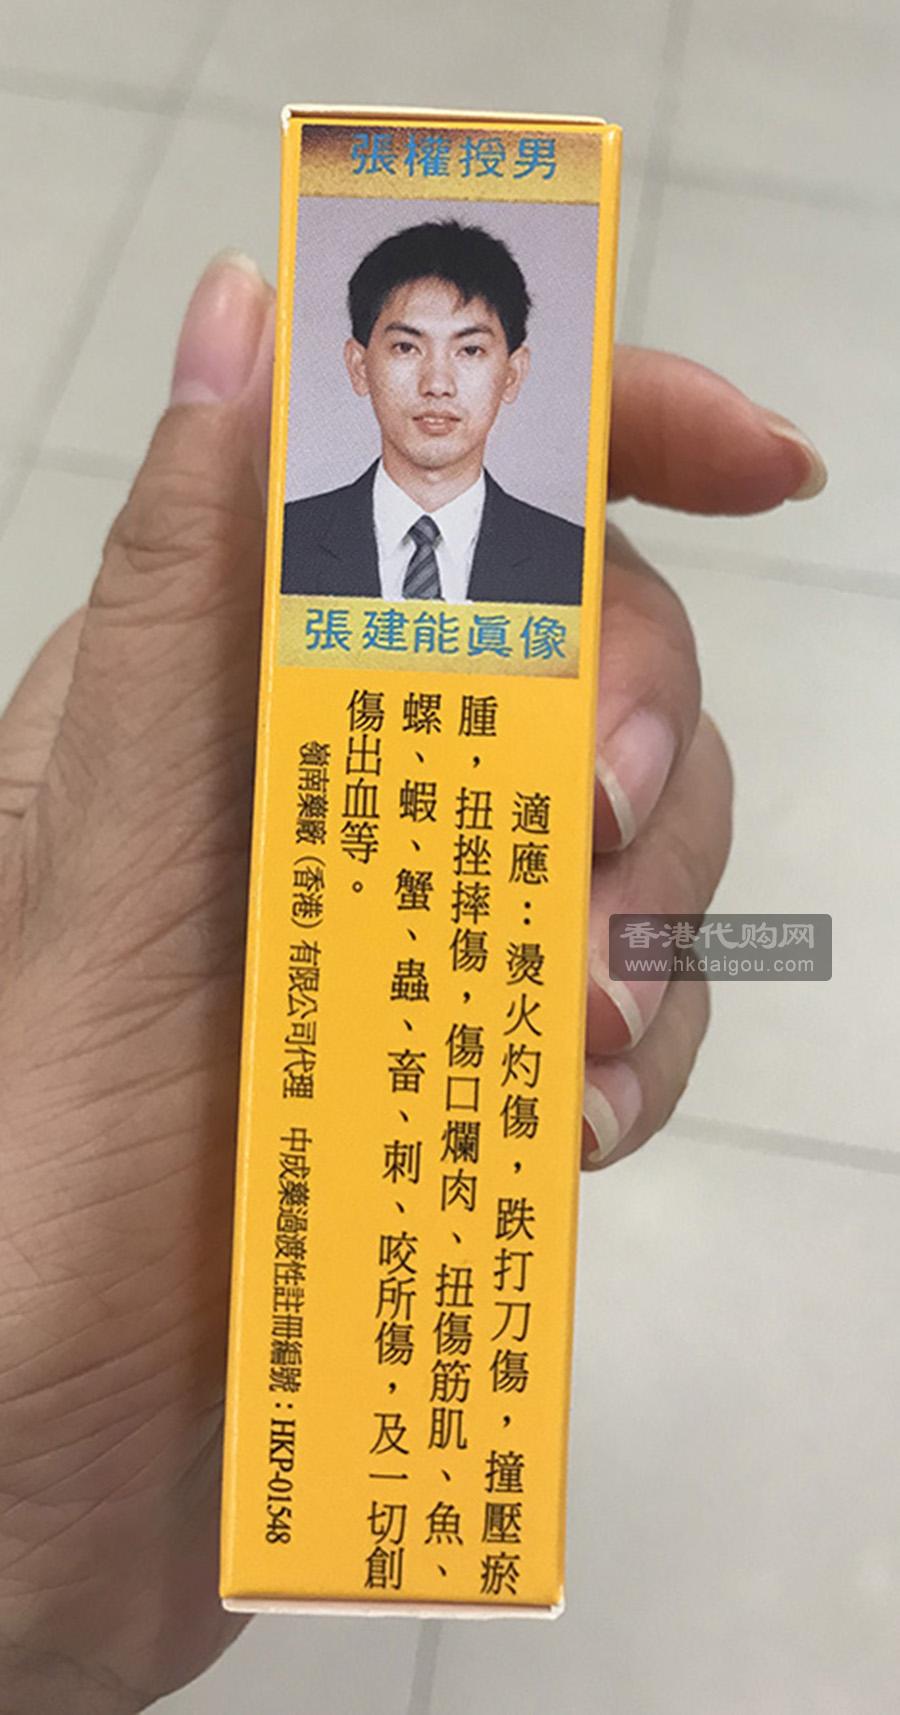 張權授男
張建能眞像
適應：燙火灼傷，跌打刀傷，撞壓瘀
腫，扭挫摔傷，傷口爛肉、扭傷筋肌、魚、
螺、蝦、蟹、蟲、畜、刺、咬所傷，及一切創
傷出血等。
嶺南藥廠（香港）有限公司代理　中成藥過渡性註冊編號：HKP-01548
香港代购网
www.hkdaigou.com